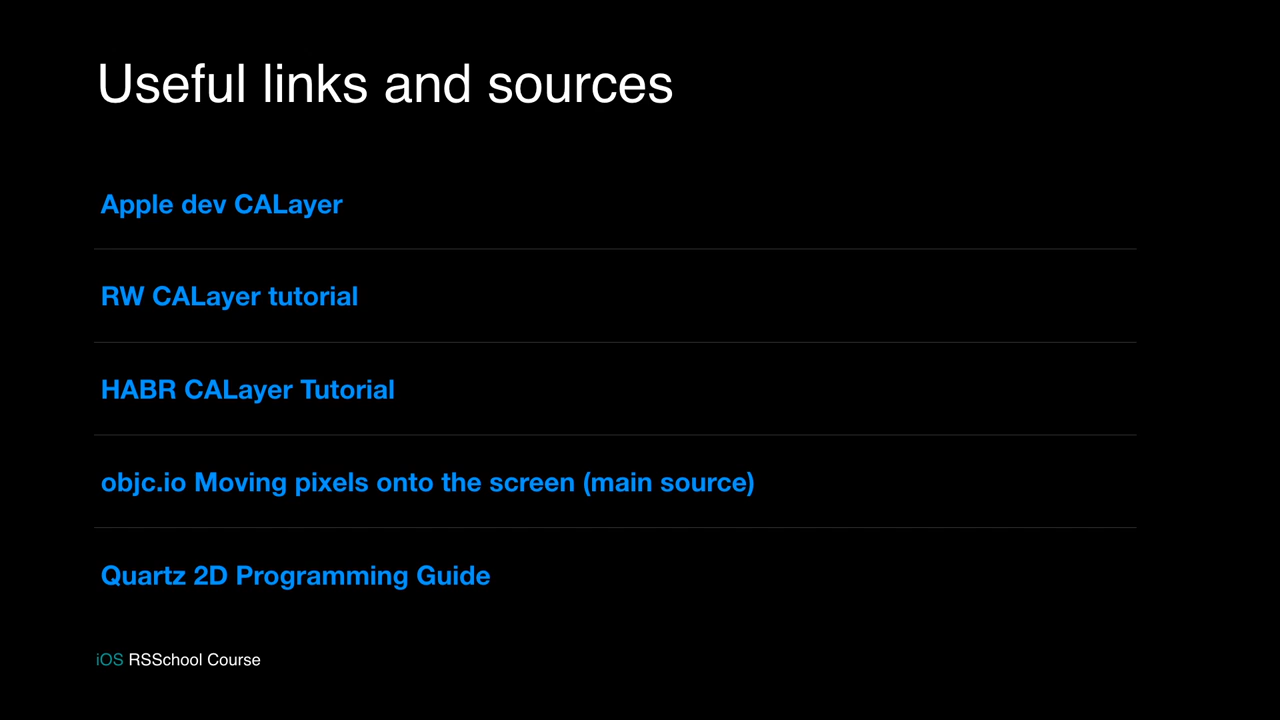 Useful links and sources
Apple dev CALayer
RW CALayer tutorial
HABR CALayer Tutorial
objc.io Moving pixels onto the screen (main source)
Quartz 2D Programming Guide
iOS RSSchool Course